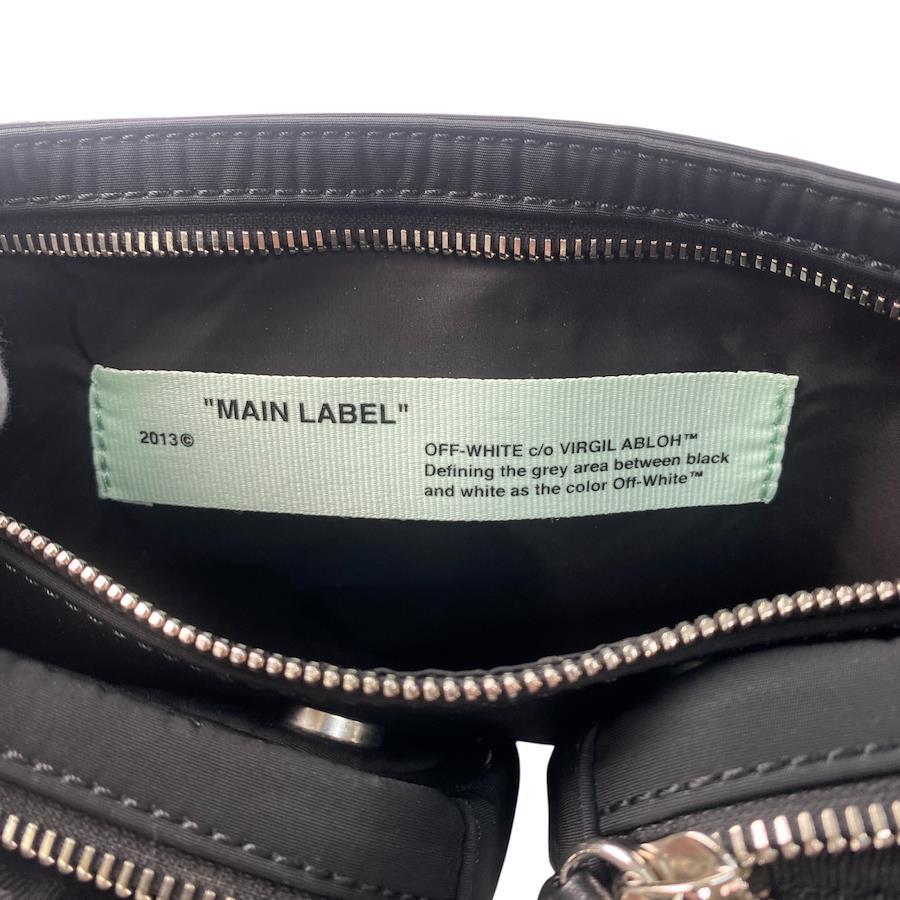 "MAIN LABEL"
2013©
OFF-WHITE c/o VIRGIL ABLOH™
Defining the grey area between black
and white as the color Off-White™